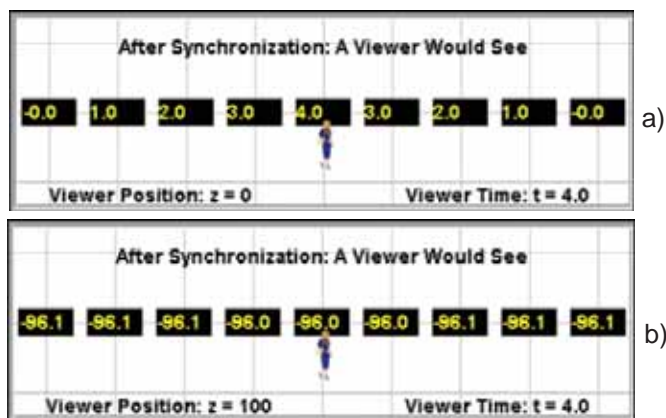 After Synchronization: A Viewer Would See
-0.0 1.0 2.0 3.0 4.0 3.0 2.0 1.0 -0.0
a)
Viewer Position: z = 0 Viewer Time: t = 4.0
After Synchronization: A Viewer Would See
-96.1 -96.1 -96.1 -96.0 -96.0 -96.0 -96.1 -96.1 -96.1
b)
Viewer Position: z = 100 Viewer Time: t = 4.0